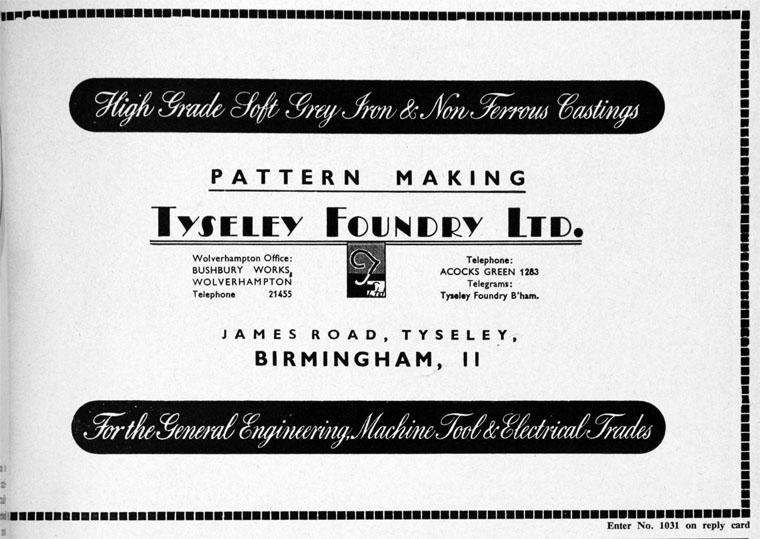 High Grade Soft Grey Iron & Non Ferrous Castings
PATTERN MAKING
TYSELEY FOUNDRY LTD.
Wolverhampton Office:
BUSHBURY WORKS,
WOLVERHAMPTON
Telephone 21455
Telephone:
ACOCKS GREEN 1283
Telegrams:
Tyseley Foundry B'ham.
JAMES ROAD, TYSELEY,
BIRMINGHAM, 11
For the General Engineering, Machine Tool & Electrical Trades
Enter No. 1031 on reply card